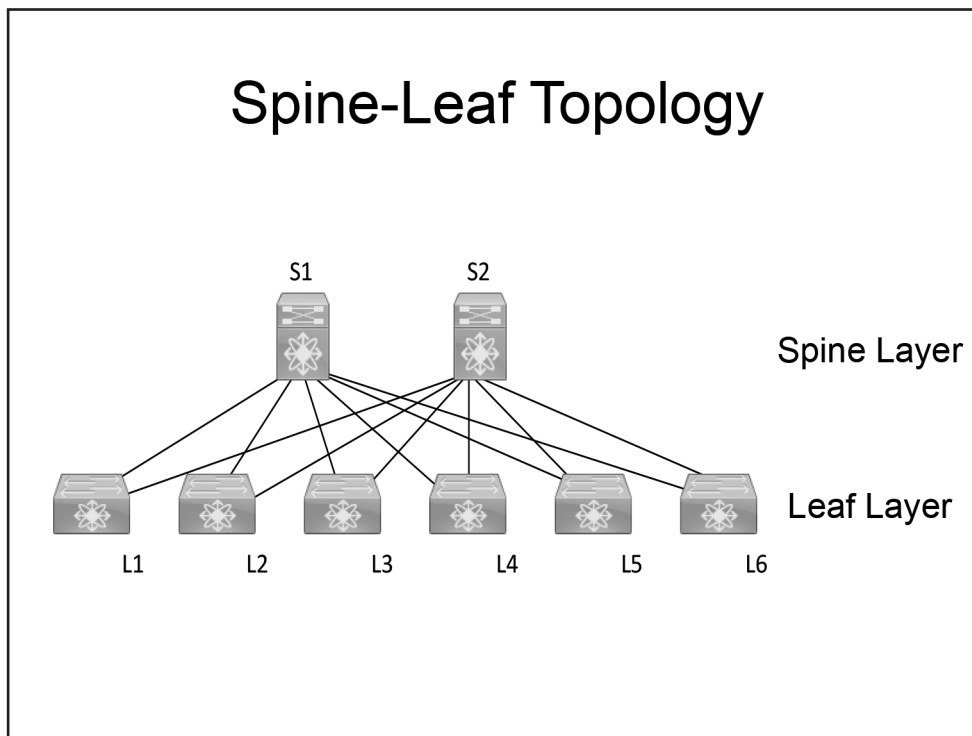 Spine-Leaf Topology
S1 S2
Spine Layer
Leaf Layer
L1 L2 L3 L4 L5 L6